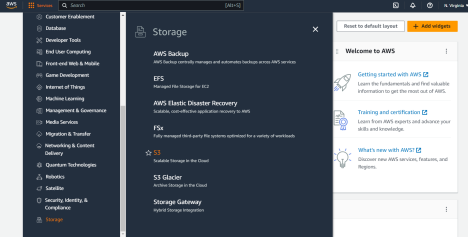 aws
Services
Search
[Alt+S]
N. Virginia
Customer Enablement
Database
Developer Tools
End User Computing
Front-end Web & Mobile
Game Development
Internet of Things
Machine Learning
Management & Governance
Media Services
Migration & Transfer
Networking & Content
Delivery
Quantum Technologies
Robotics
Satellite
Security, Identity, &
Compliance
Storage
Storage
AWS Backup
AWS Backup centrally manages and automates backups across AWS services
EFS
Managed File Storage for EC2
AWS Elastic Disaster Recovery
Scalable, cost-effective application recovery to AWS
FSx
Fully managed third-party file systems optimized for a variety of workloads
S3
Scalable Storage in the Cloud
S3 Glacier
Archive Storage in the Cloud
Storage Gateway
Hybrid Storage Integration
Reset to default layout
+ Add widgets
Welcome to AWS
Getting started with AWS
Learn the fundamentals and find valuable
information to get the most out of AWS.
Training and certification
Learn from AWS experts and advance your
skills and knowledge.
What's new with AWS?
Discover new AWS services, features, and
Regions.